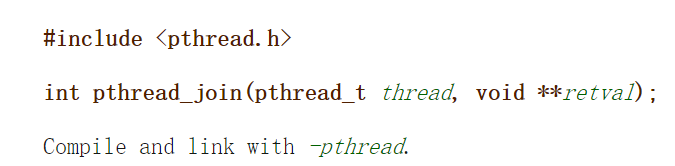 #include <pthread.h>
int pthread_join(pthread_t thread, void **retval);
Compile and link with -pthread.